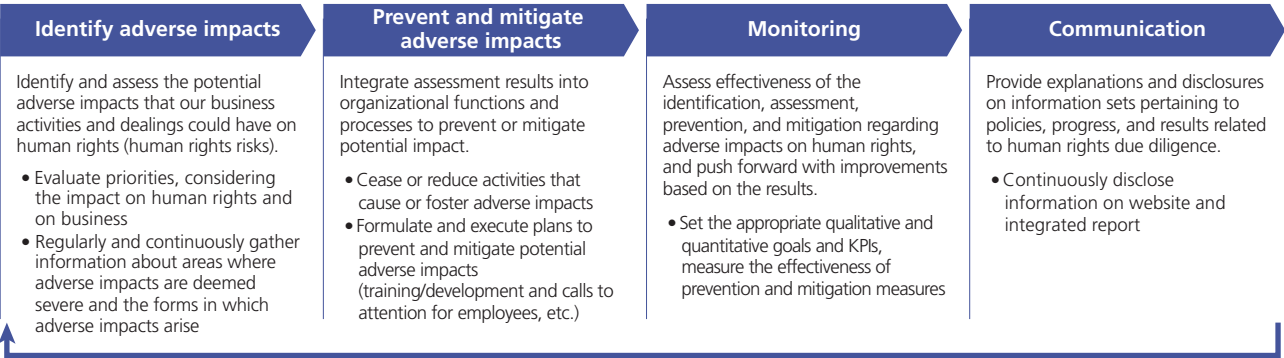 Identify adverse impacts
Identify and assess the potential
adverse impacts that our business
activities and dealings could have on
human rights (human rights risks).
• Evaluate priorities, considering
the impact on human rights and
on business
• Regularly and continuously gather
information about areas where
adverse impacts are deemed
severe and the forms in which
adverse impacts arise
Prevent and mitigate
adverse impacts
Integrate assessment results into
organizational functions and
processes to prevent or mitigate
potential impact.
• Cease or reduce activities that
cause or foster adverse impacts
• Formulate and execute plans to
prevent and mitigate potential
adverse impacts
(training/development and calls to
attention for employees, etc.)
Monitoring
Assess effectiveness of the
identification, assessment,
prevention, and mitigation regarding
adverse impacts on human rights,
and push forward with improvements
based on the results.
• Set the appropriate qualitative and
quantitative goals and KPIs,
measure the effectiveness of
prevention and mitigation measures
Communication
Provide explanations and disclosures
on information sets pertaining to
policies, progress, and results related
to human rights due diligence.
• Continuously disclose
information on website and
integrated report